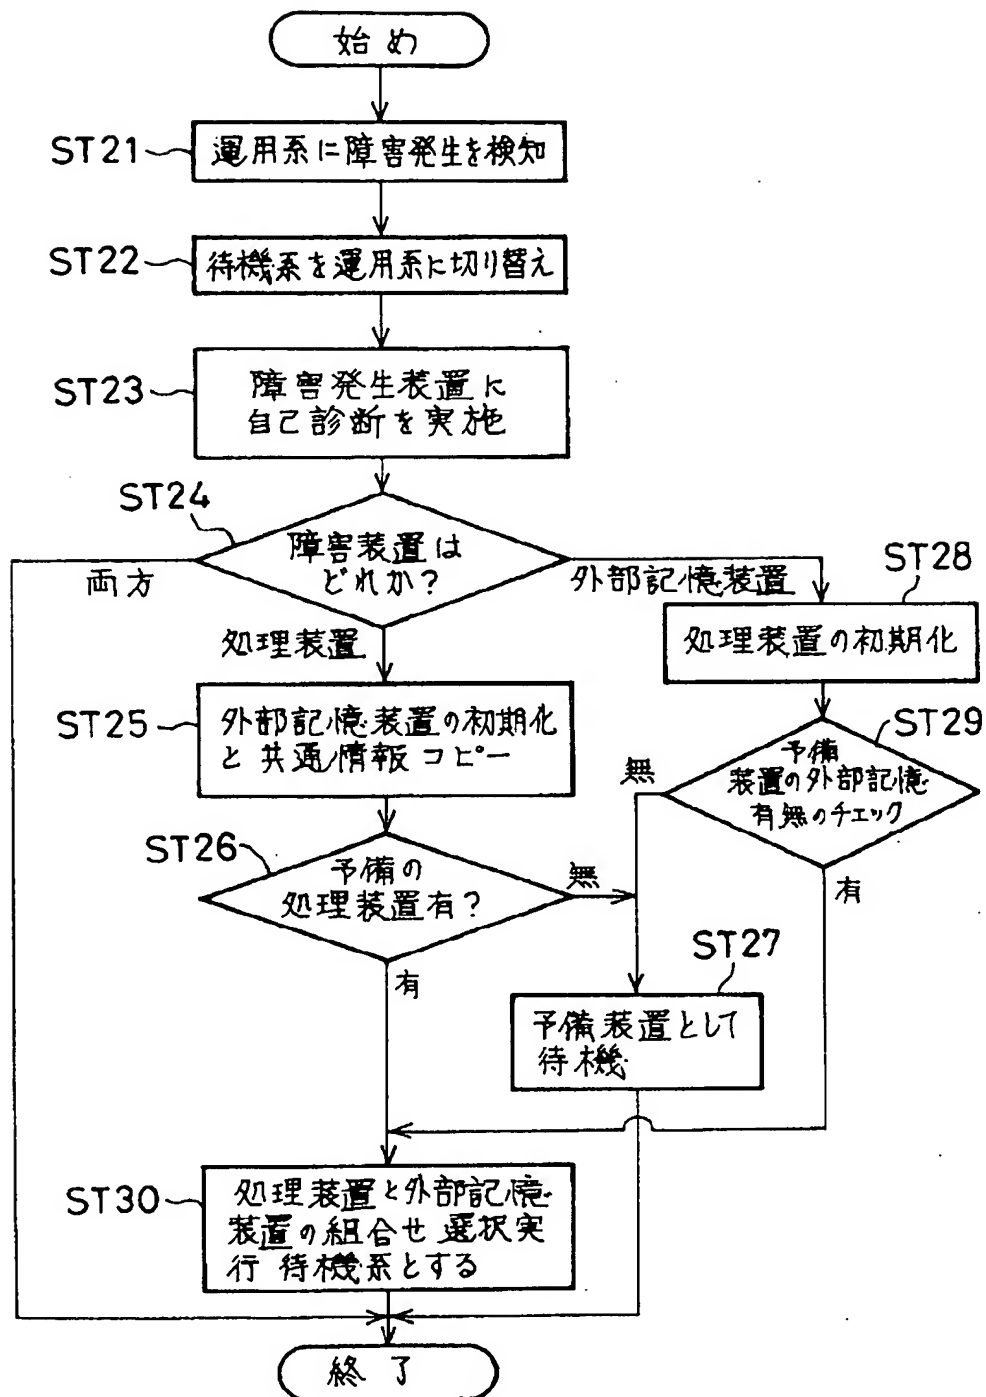 始め
ST21
運用系に障害発生を検知
ST22
待機系を運用系に切り替え
ST23
障害発生装置に
自己診断を実施
ST24
障害装置は
どれか？
両方
外部記憶装置
処理装置
ST28
処理装置の初期化
ST25
外部記憶装置の初期化
と共通情報コピー
ST29
予備
装置の外部記憶
有無のチェック
無
有
ST26
予備の
処理装置有？
無
有
ST27
予備装置として
待機
ST30
処理装置と外部記憶
装置の組合せ選択実
行 待機系とする
終了